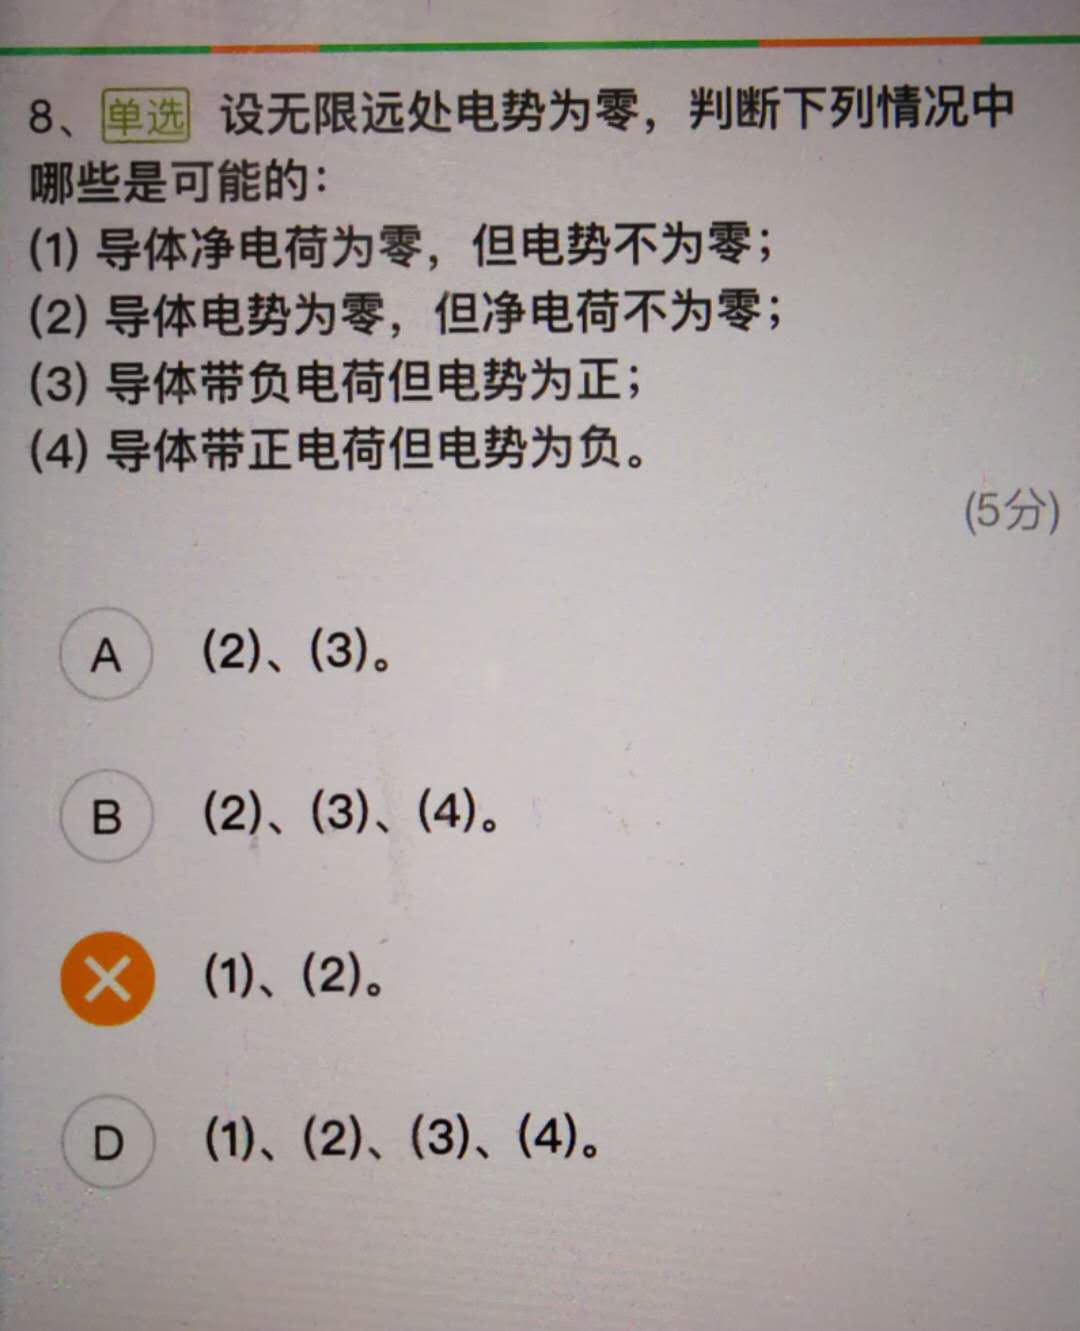 8、单选 设无限远处电势为零，判断下列情况中
哪些是可能的：
(1) 导体净电荷为零，但电势不为零；
(2) 导体电势为零，但净电荷不为零；
(3) 导体带负电荷但电势为正；
(4) 导体带正电荷但电势为负。
(5分)
A (2)、(3)。
B (2)、(3)、(4)。
(1)、(2)。
D (1)、(2)、(3)、(4)。